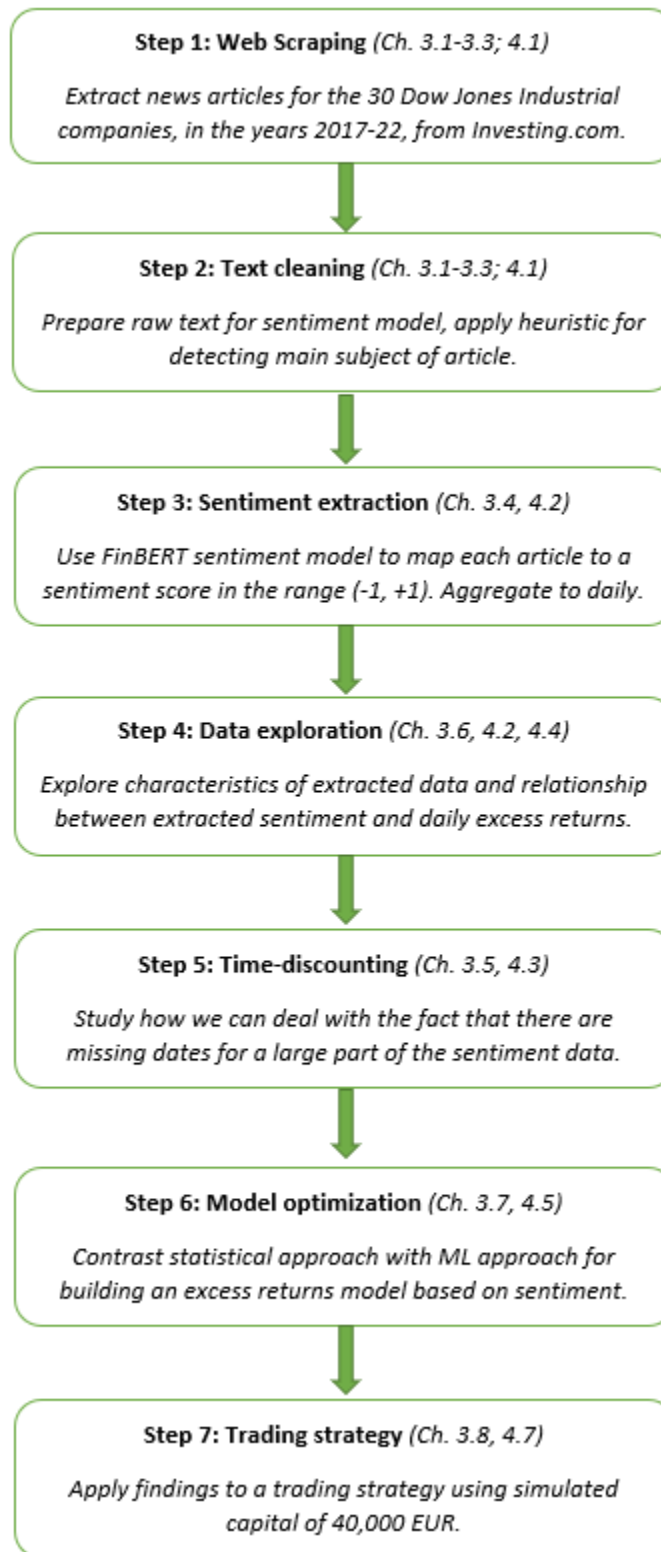 Step 1: Web Scraping (Ch. 3.1-3.3; 4.1)
Extract news articles for the 30 Dow Jones Industrial
companies, in the years 2017-22, from Investing.com.
Step 2: Text cleaning (Ch. 3.1-3.3; 4.1)
Prepare raw text for sentiment model, apply heuristic for
detecting main subject of article.
Step 3: Sentiment extraction (Ch. 3.4, 4.2)
Use FinBERT sentiment model to map each article to a
sentiment score in the range (-1, +1). Aggregate to daily.
Step 4: Data exploration (Ch. 3.6, 4.2, 4.4)
Explore characteristics of extracted data and relationship
between extracted sentiment and daily excess returns.
Step 5: Time-discounting (Ch. 3.5, 4.3)
Study how we can deal with the fact that there are
missing dates for a large part of the sentiment data.
Step 6: Model optimization (Ch. 3.7, 4.5)
Contrast statistical approach with ML approach for
building an excess returns model based on sentiment.
Step 7: Trading strategy (Ch. 3.8, 4.7)
Apply findings to a trading strategy using simulated
capital of 40,000 EUR.